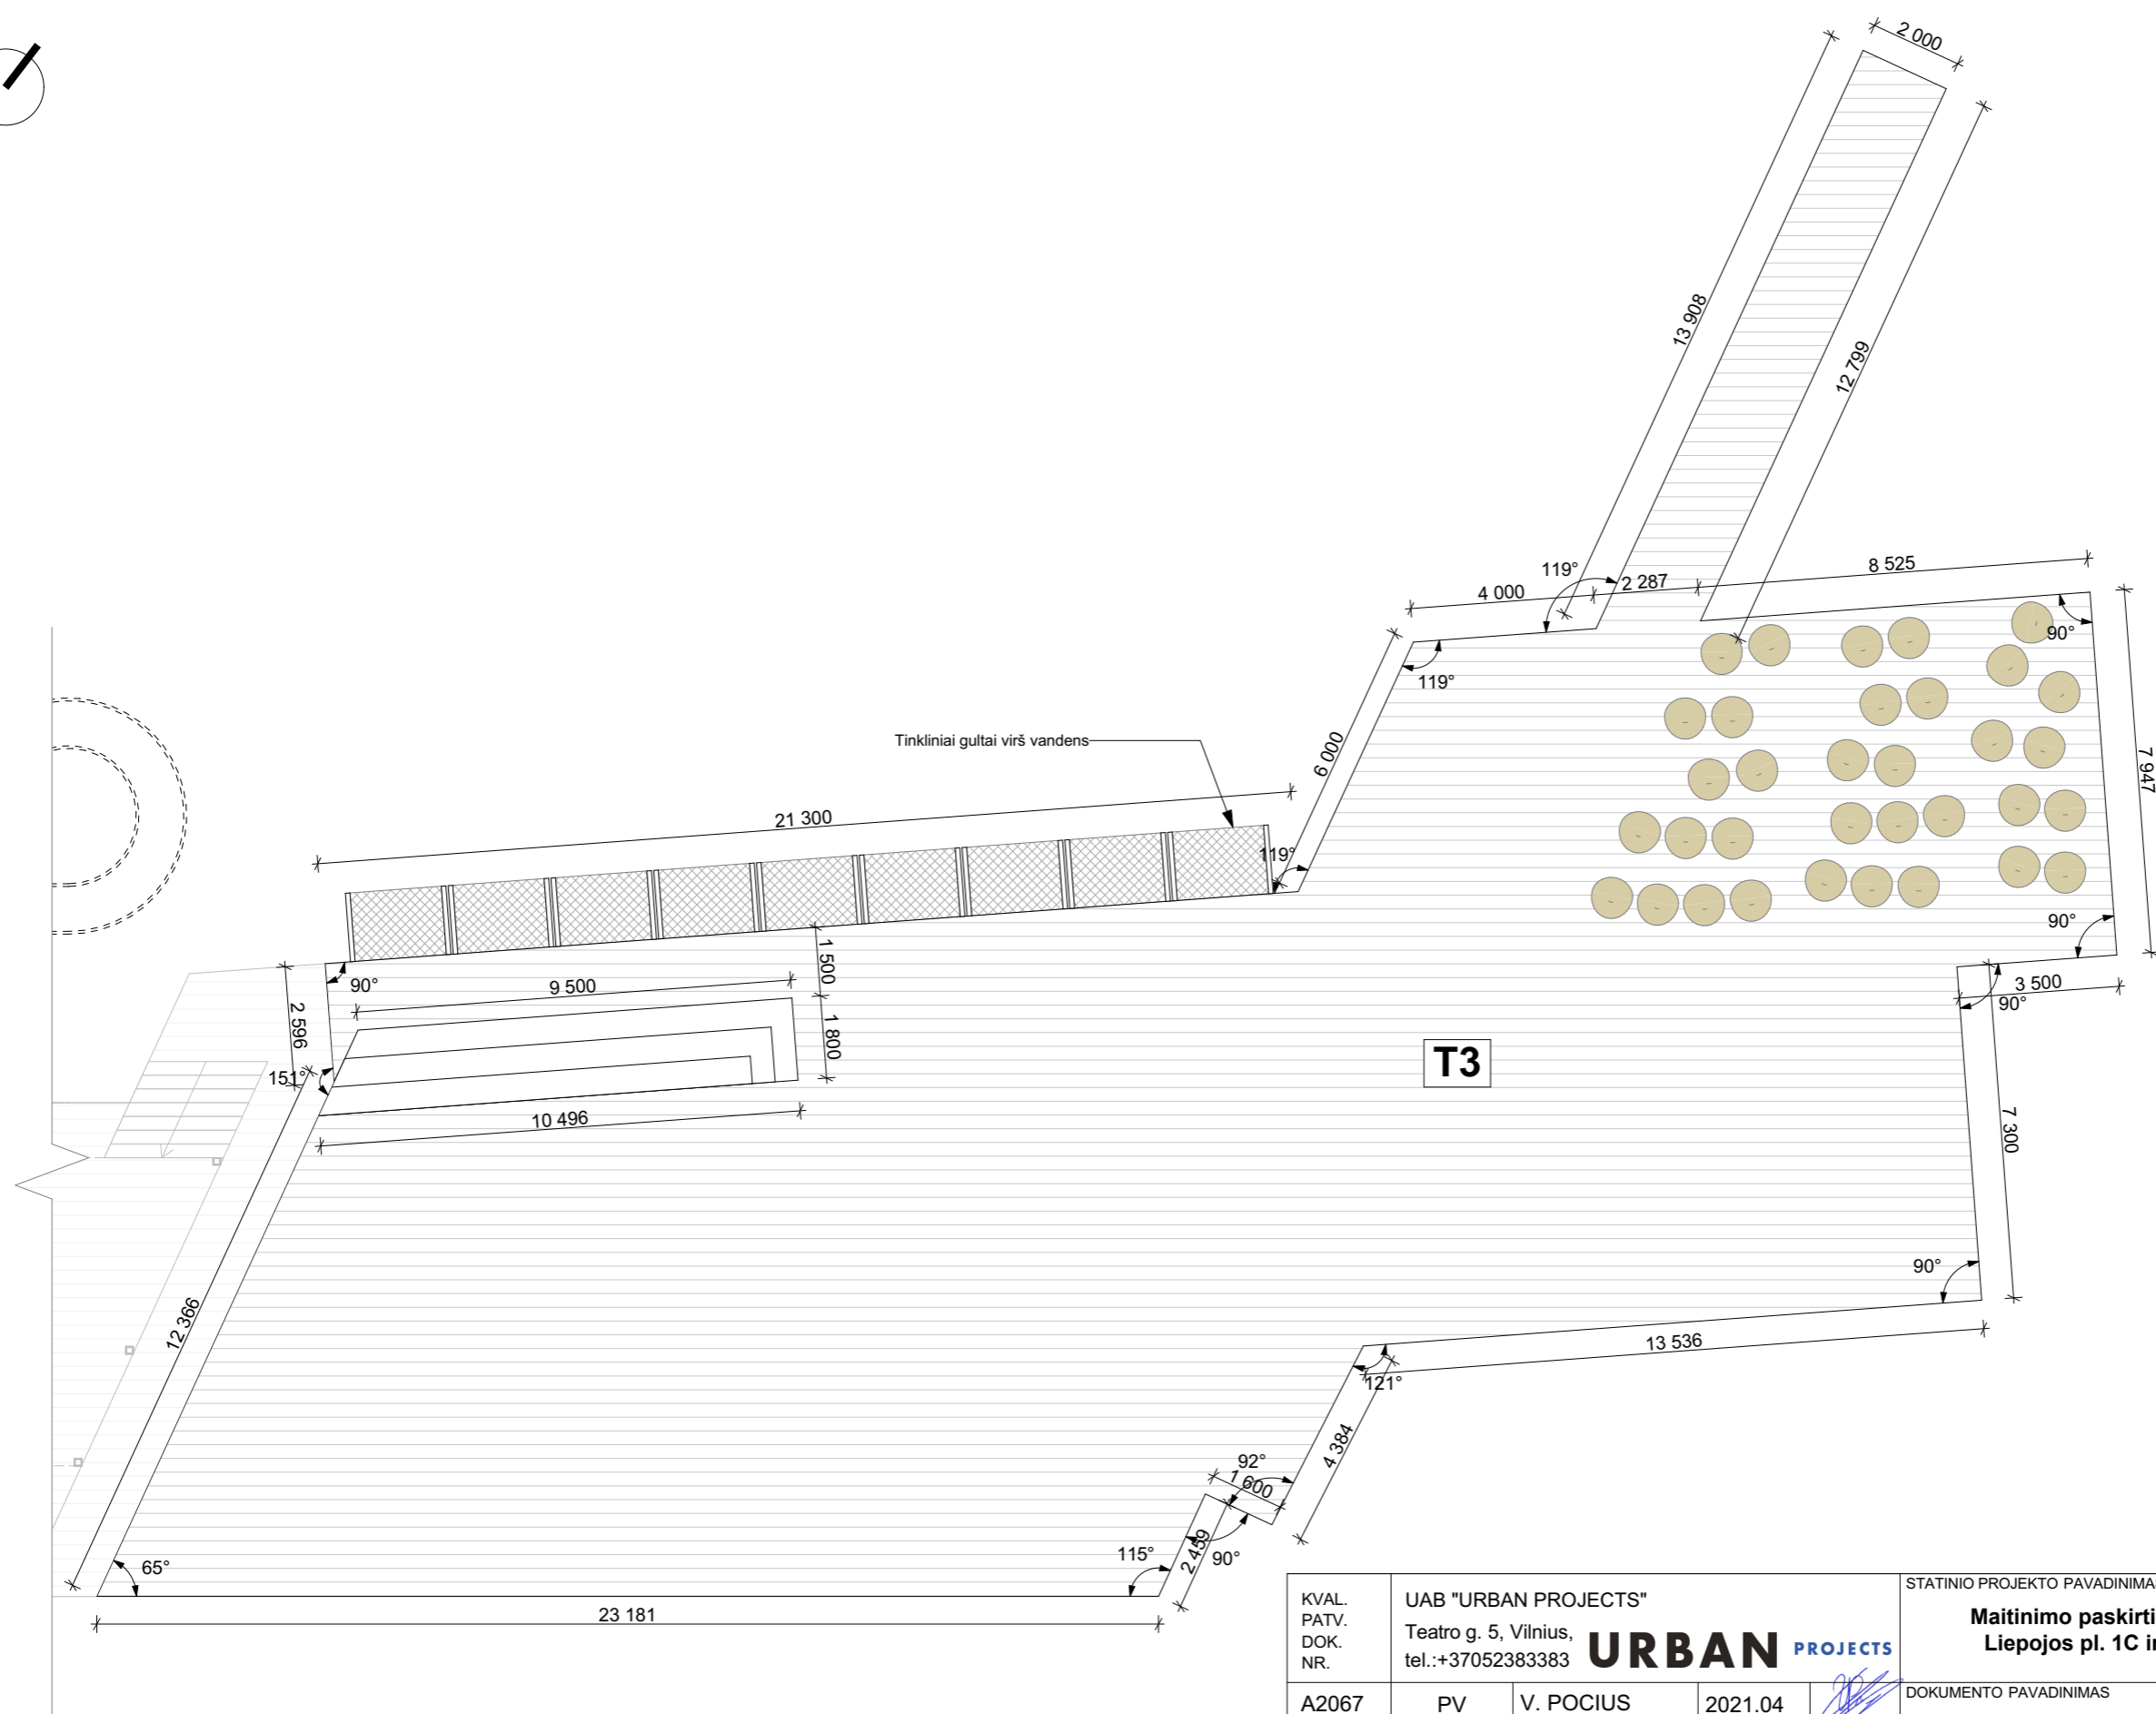 2 000
13 908
12 799
119°
4 000
2 287
8 525
90°
119°
6 000
7 947
Tinkliniai gultai virš vandens
21 300
119°
90°
1 500
90°
9 500
3 500
90°
2 596
1 800
T3
151°
10 496
7 300
90°
12 366
13 536
121°
4 384
92°
1 600
2 459
115°
90°
65°
23 181
KVAL.
PATV.
DOK.
NR.
UAB "URBAN PROJECTS"
Teatro g. 5, Vilnius,
tel.:+37052383383
URBAN PROJECTS
STATINIO PROJEKTO PAVADINIMAS
Maitinimo paskirti
Liepojos pl. 1C ir
A2067 PV V. POCIUS 2021.04
DOKUMENTO PAVADINIMAS